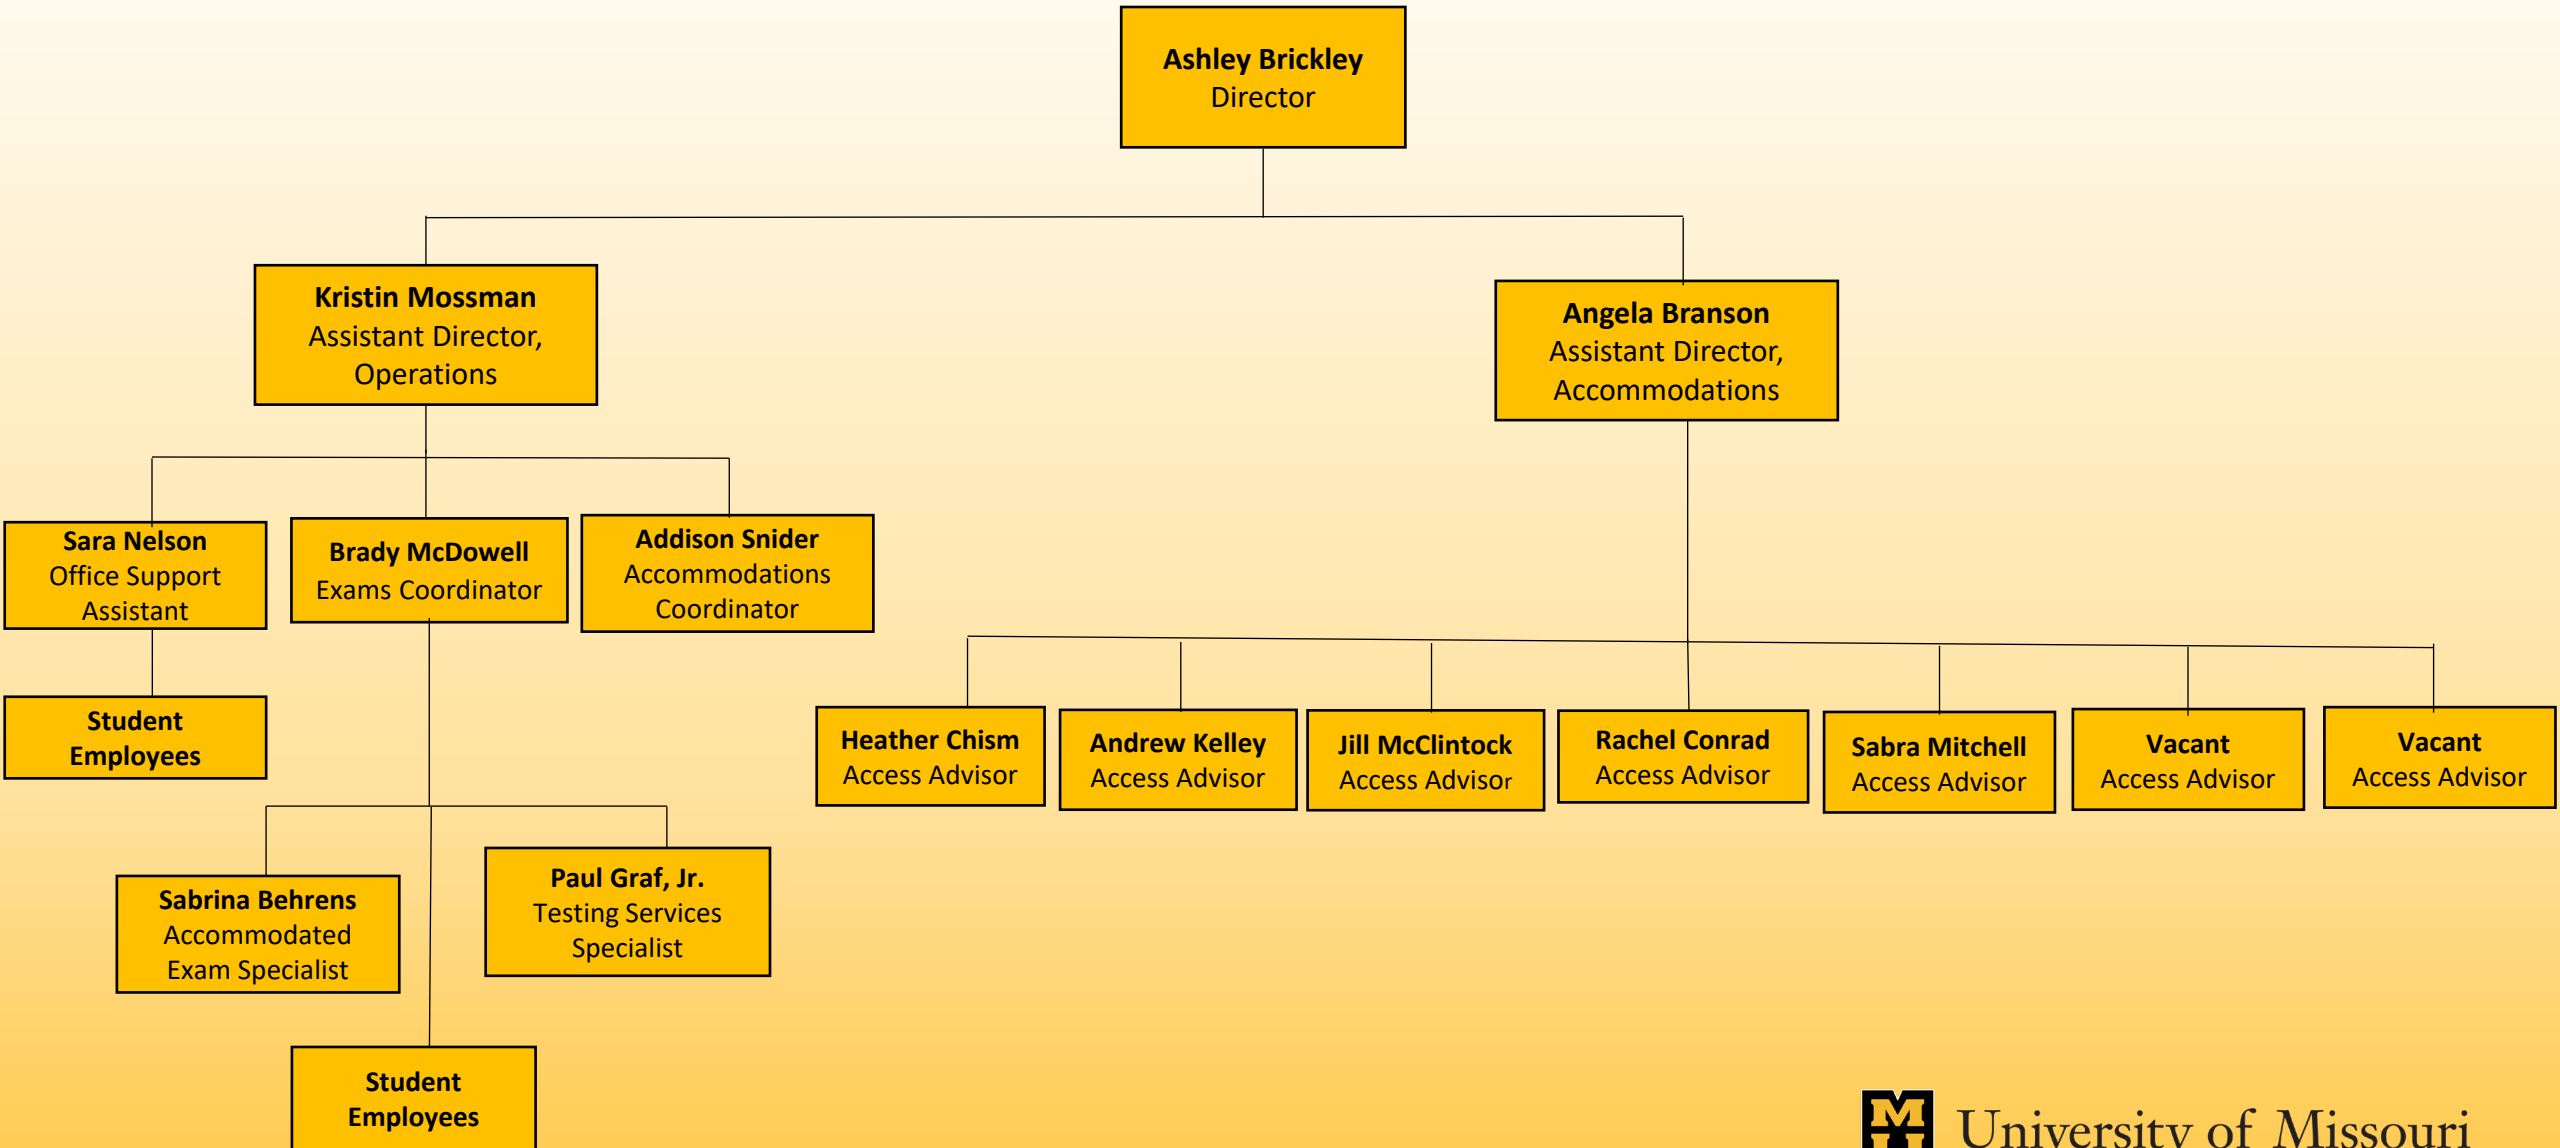 Ashley Brickley
Director
Kristin Mossman
Assistant Director,
Operations
Angela Branson
Assistant Director,
Accommodations
Sara Nelson
Office Support
Assistant
Brady McDowell
Exams Coordinator
Addison Snider
Accommodations
Coordinator
Student
Employees
Heather Chism
Access Advisor
Andrew Kelley
Access Advisor
Jill McClintock
Access Advisor
Rachel Conrad
Access Advisor
Sabra Mitchell
Access Advisor
Vacant
Access Advisor
Vacant
Access Advisor
Sabrina Behrens
Accommodated
Exam Specialist
Paul Graf, Jr.
Testing Services
Specialist
Student
Employees
University of Missouri